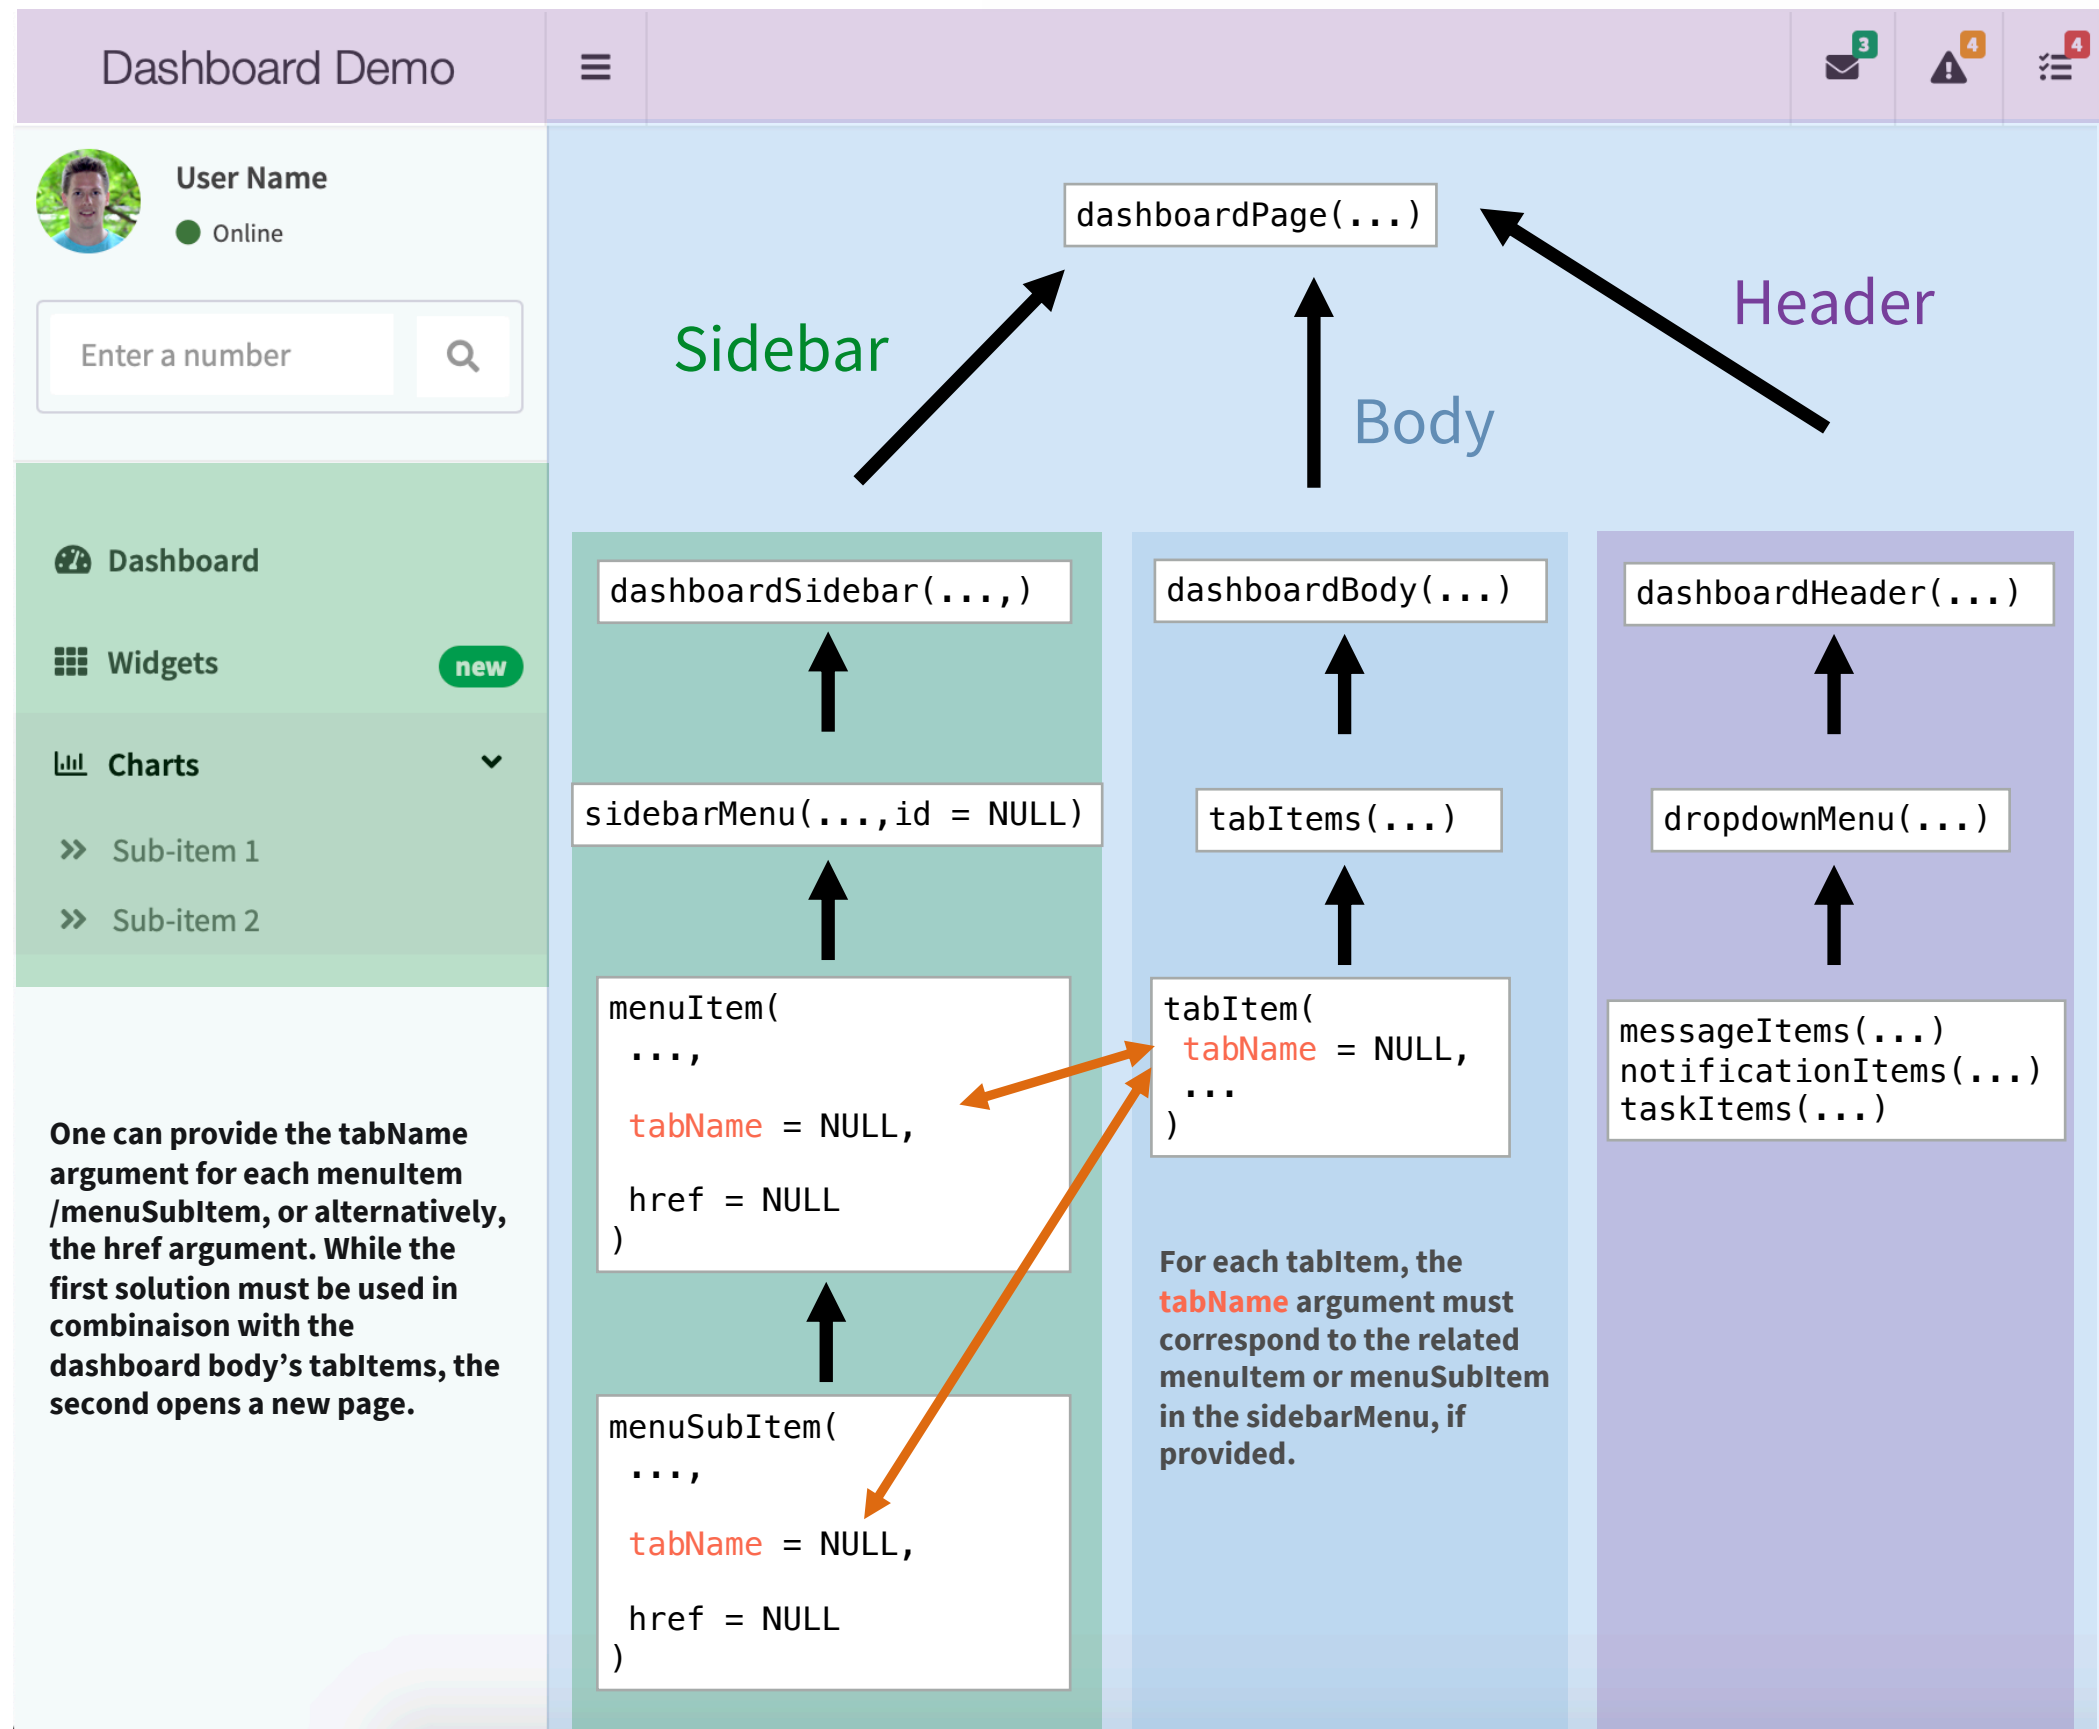 Dashboard Demo
3
4
4
User Name
Online
Enter a number
Dashboard
Widgets
new
Charts
Sub-item 1
Sub-item 2
One can provide the tabName
argument for each menuItem
/menuSubItem, or alternatively,
the href argument. While the
first solution must be used in
combinaison with the
dashboard body’s tabItems, the
second opens a new page.
dashboardPage(...)
Sidebar
Body
Header
dashboardSidebar(...,)
sidebarMenu(...,id = NULL)
menuItem(
...,
tabName = NULL,
href = NULL
)
menuSubItem(
...,
tabName = NULL,
href = NULL
)
dashboardBody(...)
tabItems(...)
tabItem(
tabName = NULL,
...
)
For each tabItem, the
tabName argument must
correspond to the related
menuItem or menuSubItem
in the sidebarMenu, if
provided.
dashboardHeader(...)
dropdownMenu(...)
messageItems(...)
notificationItems(...)
taskItems(...)